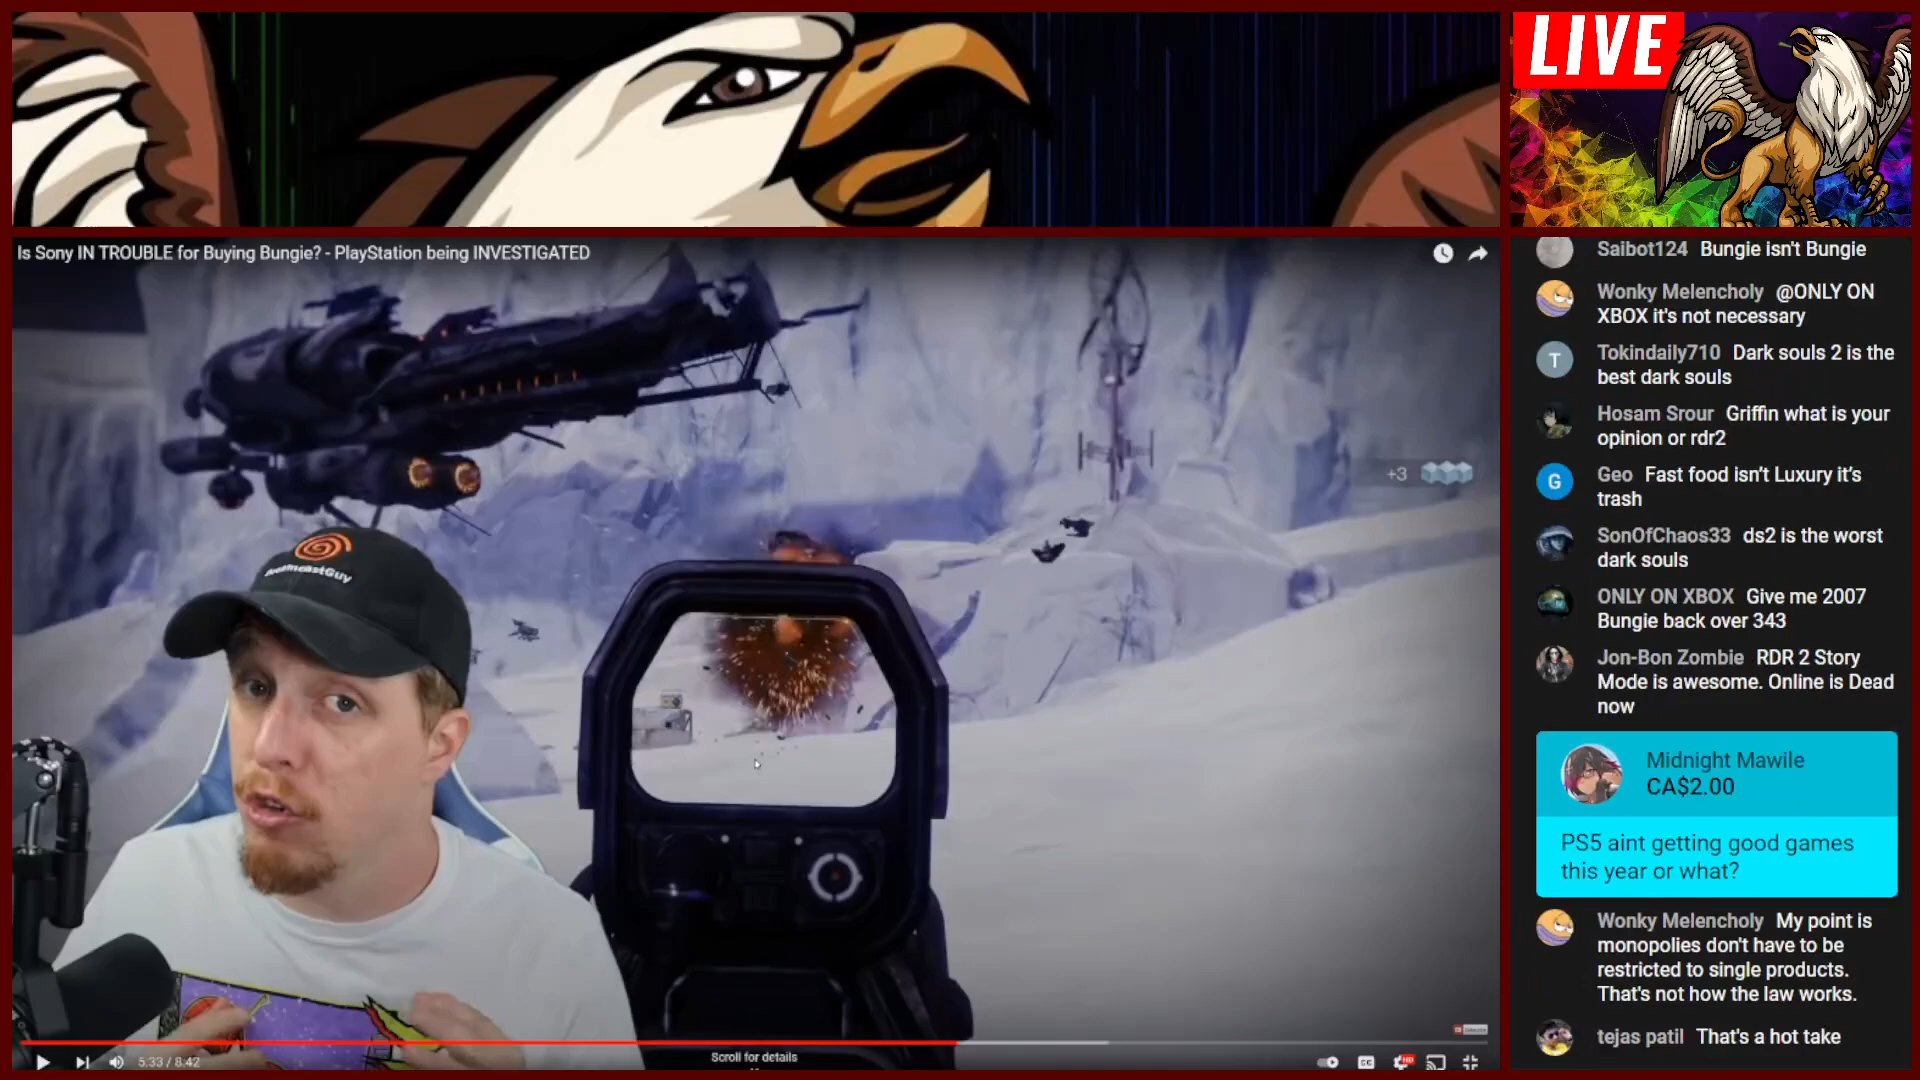 LIVE
Is Sony IN TROUBLE for Buying Bungie? - PlayStation being INVESTIGATED
+3
DreamcastGuy
5:33 / 8:42
Scroll for details
CC
HD
Saibot124 Bungie isn't Bungie
Wonky Melencholy @ONLY ON
XBOX it's not necessary
T
Tokindaily710 Dark souls 2 is the
best dark souls
Hosam Srour Griffin what is your
opinion or rdr2
G
Geo Fast food isn't Luxury it's
trash
SonOfChaos33 ds2 is the worst
dark souls
ONLY ON XBOX Give me 2007
Bungie back over 343
Jon-Bon Zombie RDR 2 Story
Mode is awesome. Online is Dead
now
Midnight Mawile
CA$2.00
PS5 aint getting good games
this year or what?
Wonky Melencholy My point is
monopolies don't have to be
restricted to single products.
That's not how the law works.
tejas patil That's a hot take